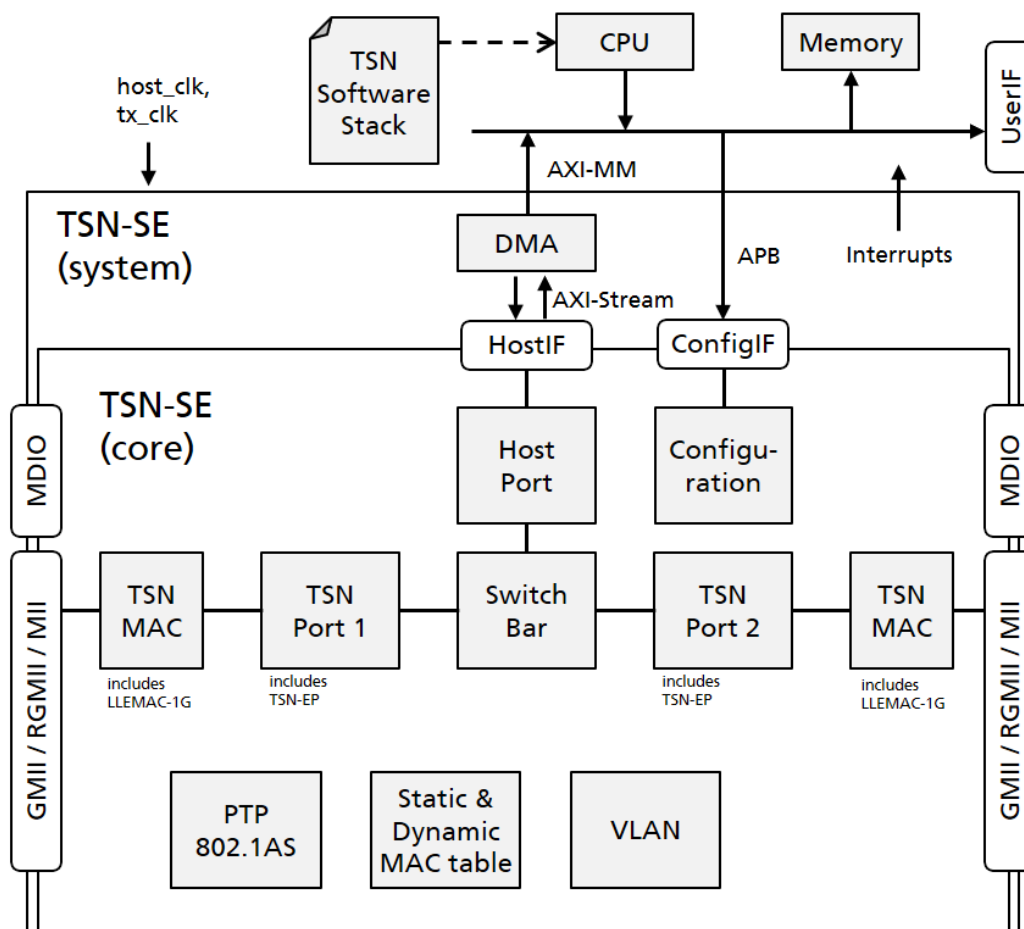 TSN
Software
Stack
CPU
Memory
UserIF
host_clk,
tx_clk
AXI-MM
TSN-SE
(system)
DMA
APB
Interrupts
AXI-Stream
HostIF
ConfigIF
TSN-SE
(core)
MDIO
Host
Port
Configu-
ration
MDIO
GMII / RGMII / MII
TSN
MAC
includes
LLEMAC-1G
TSN
Port 1
includes
TSN-EP
Switch
Bar
TSN
Port 2
includes
TSN-EP
TSN
MAC
includes
LLEMAC-1G
GMII / RGMII / MII
PTP
802.1AS
Static &
Dynamic
MAC table
VLAN